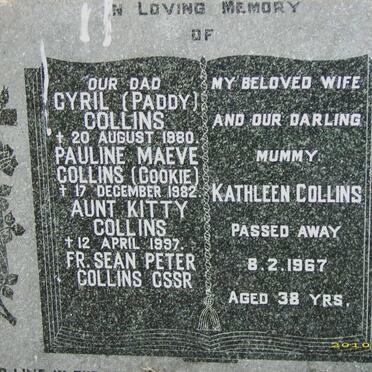 IN LOVING MEMORY
OF
OUR DAD
CYRIL (PADDY)
COLLINS
† 20 AUGUST 1980.
PAULINE MAEVE
COLLINS (COOKIE)
† 17 DECEMBER 1982.
AUNT KITTY
COLLINS
† 12 APRIL 1997.
FR. SEAN PETER
COLLINS CSSR
MY BELOVED WIFE
AND OUR DARLING
MUMMY.
KATHLEEN COLLINS
PASSED AWAY
8.2.1967
AGED 38 YRS.
2010
LIVE IN